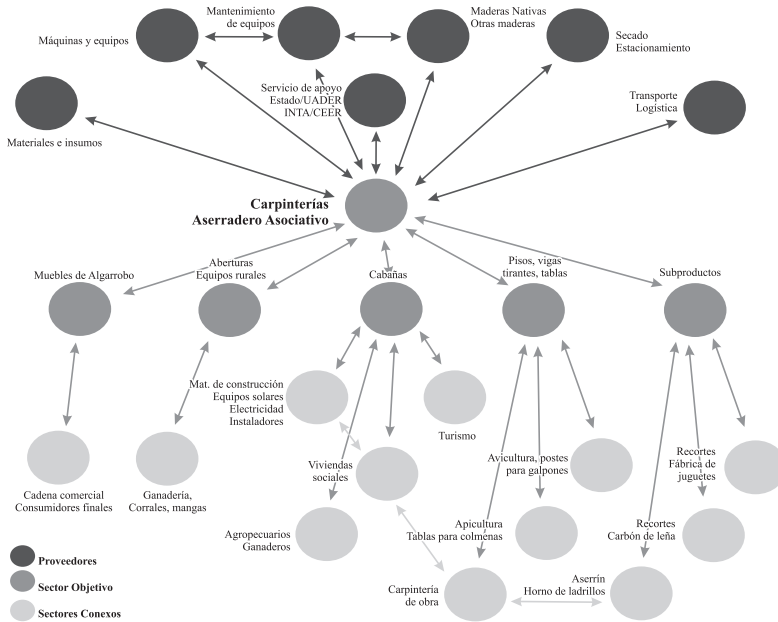 Mantenimiento
de equipos
Maderas Nativas
Otras maderas
Máquinas y equipos
Secado
Estacionamiento
Servicio de apoyo
Estado/UADER
INTA/CEER
Transporte
Logística
Materiales e insumos
Carpinterías
Aserradero Asociativo
Muebles de Algarrobo
Aberturas
Equipos rurales
Cabañas
Pisos, vigas
tirantes, tablas
Subproductos
Mat. de construcción
Equipos solares
Electricidad
Instaladores
Turismo
Viviendas
sociales
Avicultura, postes
para galpones
Recortes
Fábrica de
juguetes
Cadena comercial
Consumidores finales
Ganadería,
Corrales, mangas
Agropecuarios
Ganaderos
Apicultura
Tablas para colmenas
Recortes
Carbón de leña
Carpintería
de obra
Aserrín
Horno de ladrillos
Proveedores
Sector Objetivo
Sectores Conexos